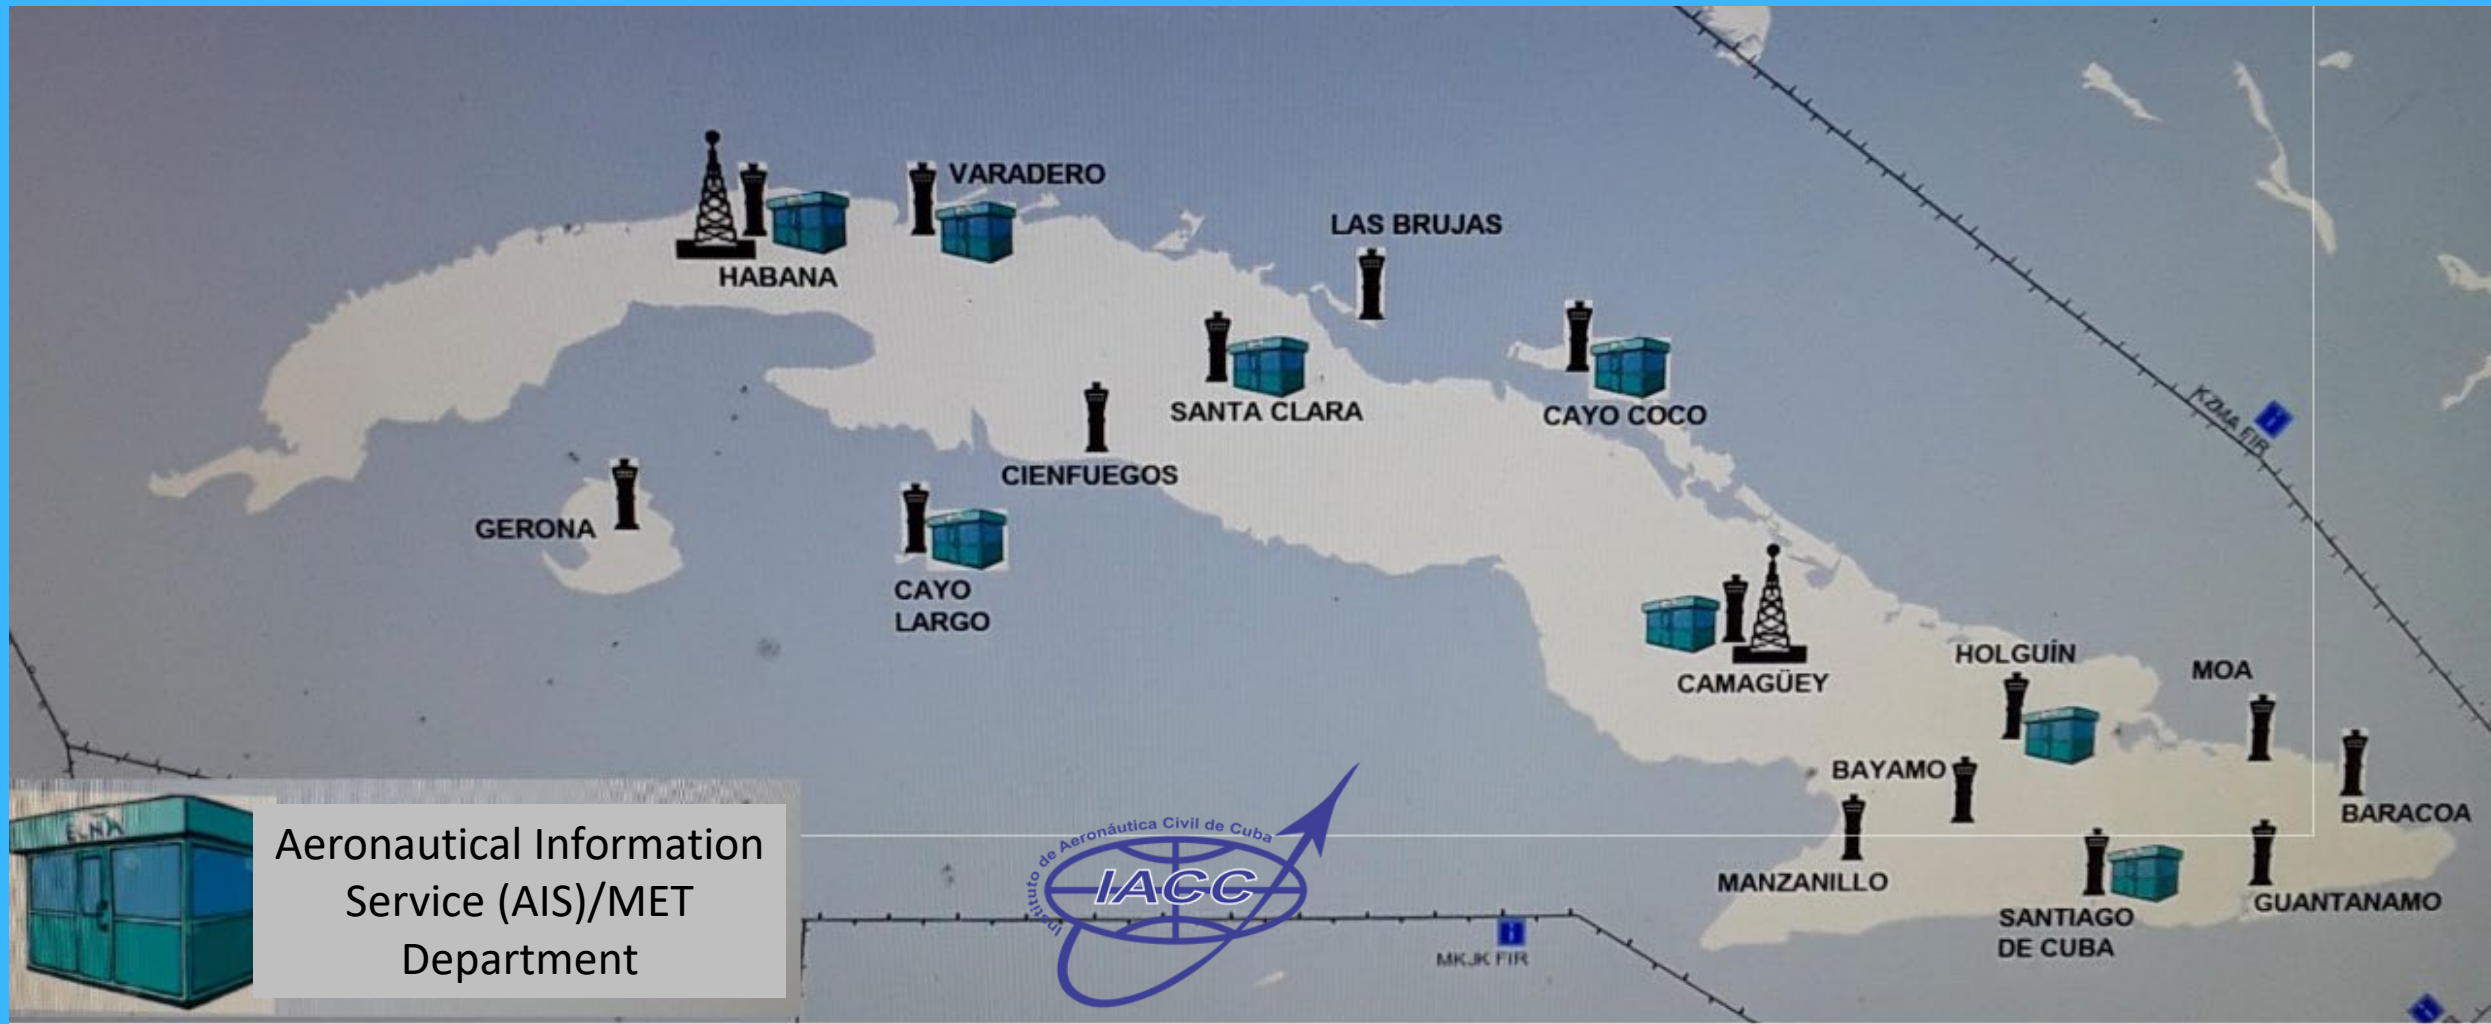 VARADERO
LAS BRUJAS
HABANA
SANTA CLARA
CAYO COCO
KZMA FIR
CIENFUEGOS
GERONA
CAYO
LARGO
CAMAGÜEY
HOLGUÍN
MOA
BAYAMO
BARACOA
MANZANILLO
SANTIAGO
DE CUBA
GUANTANAMO
Aeronautical Information
Service (AIS)/MET
Department
Instituto de Aeronáutica Civil de Cuba
IACC
MKJK FIR